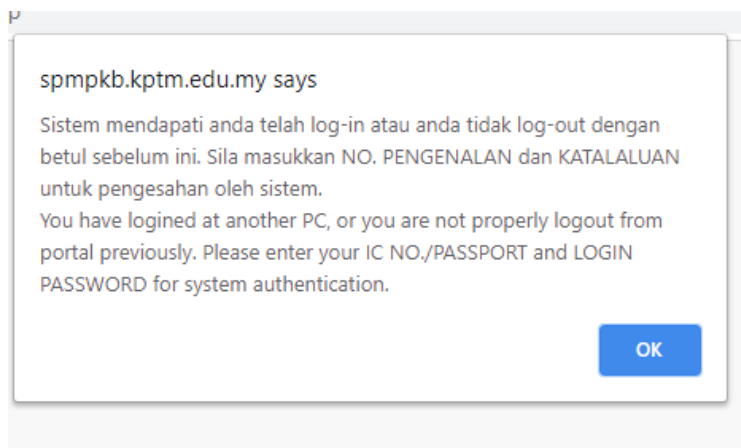 spmpkb.kptm.edu.my says
Sistem mendapati anda telah log-in atau anda tidak log-out dengan
betul sebelum ini. Sila masukkan NO. PENGENALAN dan KATALALUAN
untuk pengesahan oleh sistem.
You have logined at another PC, or you are not properly logout from
portal previously. Please enter your IC NO./PASSPORT and LOGIN
PASSWORD for system authentication.
OK